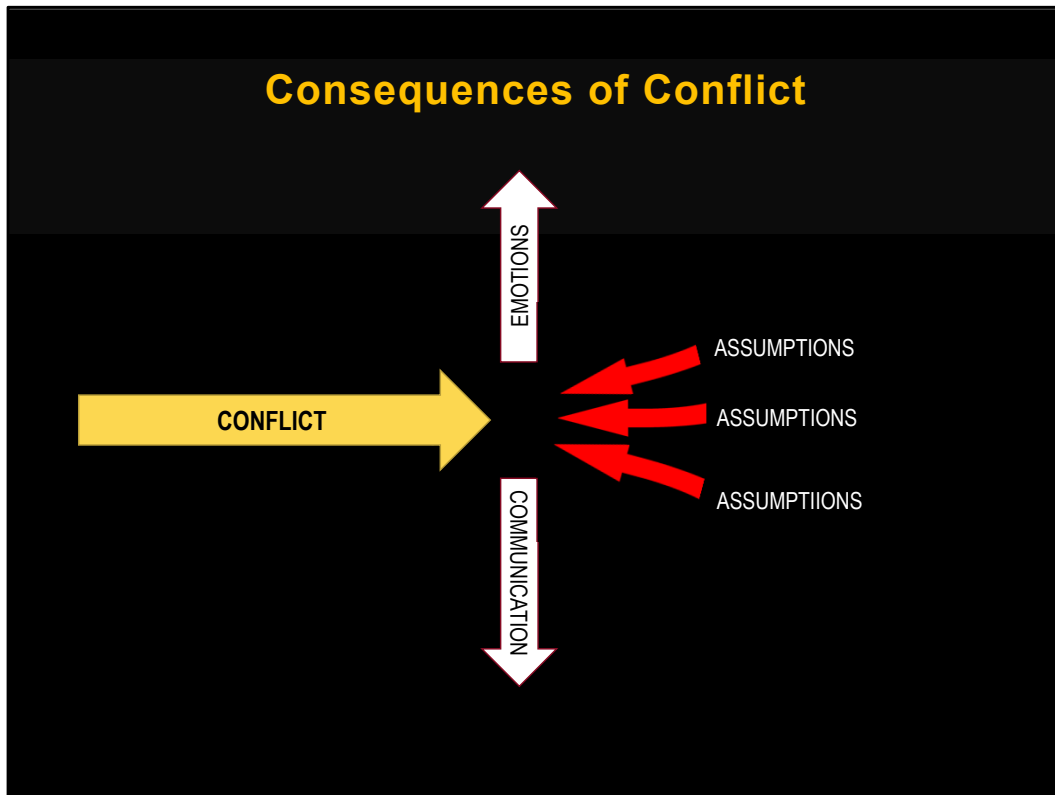 Consequences of Conflict
EMOTIONS
ASSUMPTIONS
CONFLICT
ASSUMPTIONS
ASSUMPTIIONS
COMMUNICATION